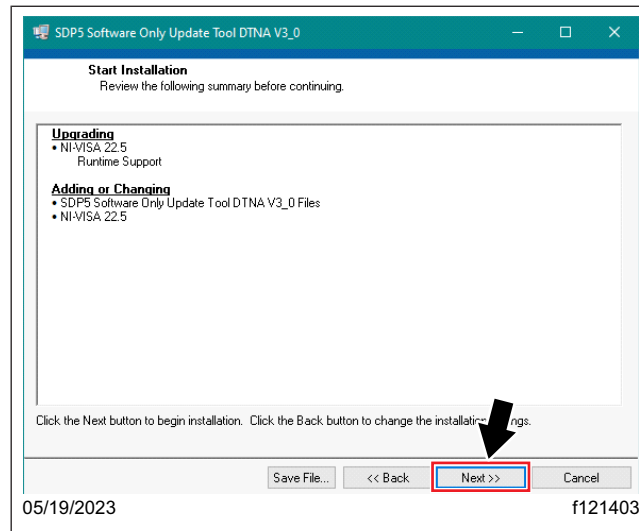 SDP5 Software Only Update Tool DTNA V3_0
Start Installation
Review the following summary before continuing.
Upgrading
• NI-VISA 22.5
Runtime Support
Adding or Changing
• SDP5 Software Only Update Tool DTNA V3_0 Files
• NI-VISA 22.5
Click the Next button to begin installation. Click the Back button to change the
Save File... << Back Next >> Cancel
05/19/2023 f121403